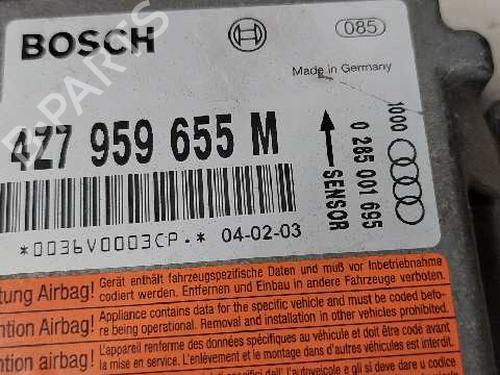 BOSCH
085
Made in Germany
4Z7 959 655 M
SENSOR
0 285 001 695
1000
*0036V0003CP.* 04-02-03
tung Airbag!
Gerät enthält fahrzeugspezifische Daten und muß vor Inbetriebnahme
codiert werden. Entfernen und Einbau in andere Fahrzeuge verboten.
ntion Airbag!
Appliance contains data for the specific vehicle and must be coded befo-
re being operated. Removal and installation in other vehicles prohibited.
ntion airbag!
L'appareil renferme des données spécifiques au véhicule et doit être codé avant
la mise en service. L'enlèvement et le montage dans d'autres véhicules est interdit.
B-PARTS